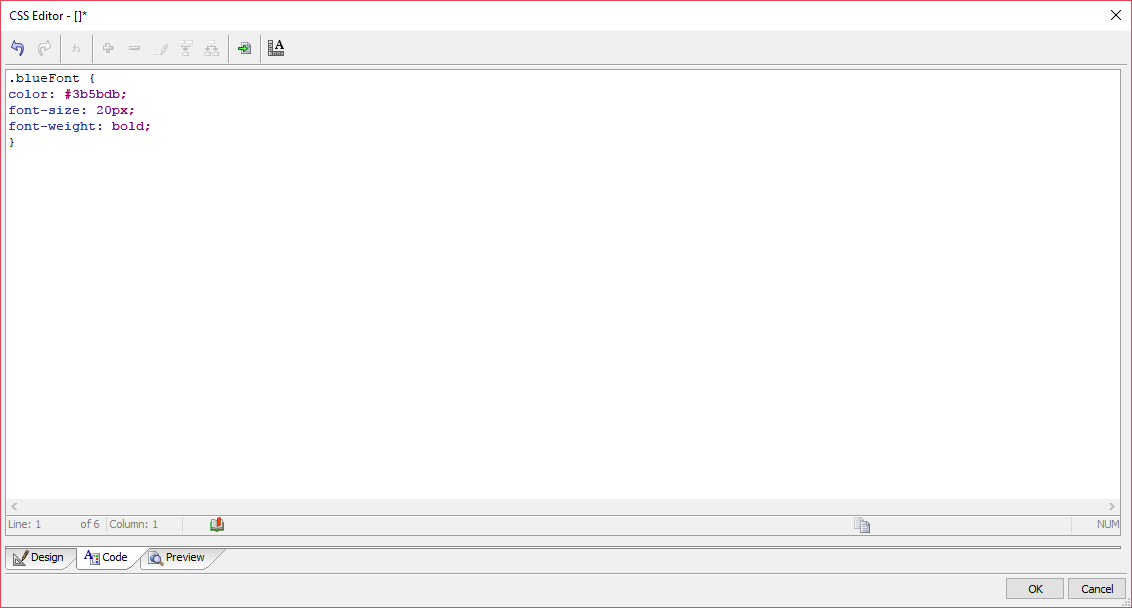 CSS Editor - []*
.blueFont {
color: #3b5bdb;
font-size: 20px;
font-weight: bold;
}
Line: 1 of 6 Column: 1 NUM
Design Code Preview
OK Cancel